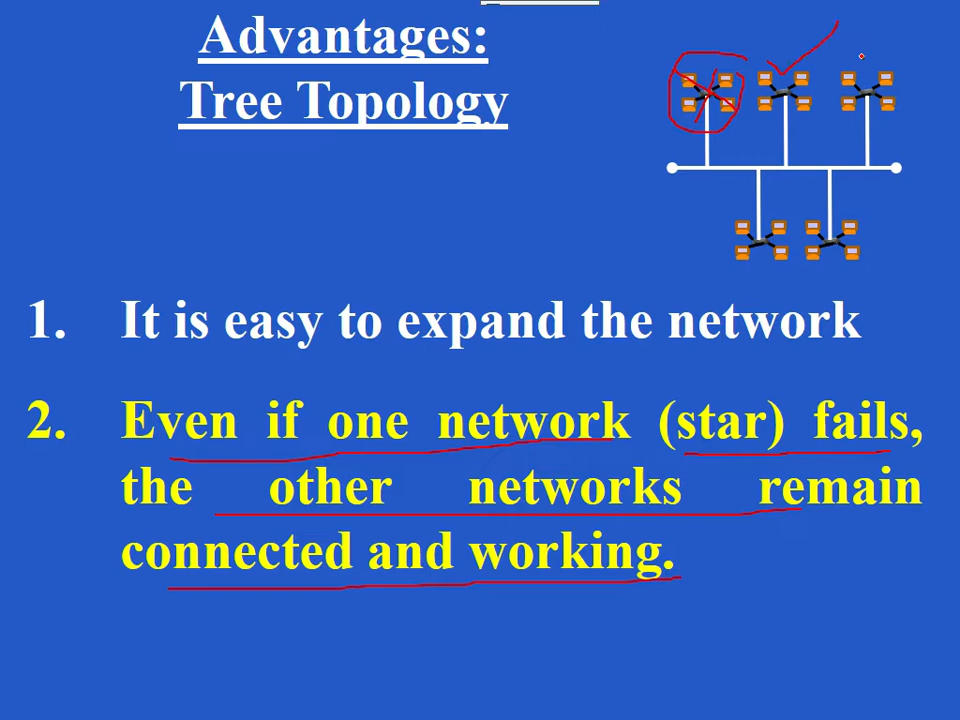 Advantages:
Tree Topology
1. It is easy to expand the network
2. Even if one network (star) fails,
the other networks remain
connected and working.